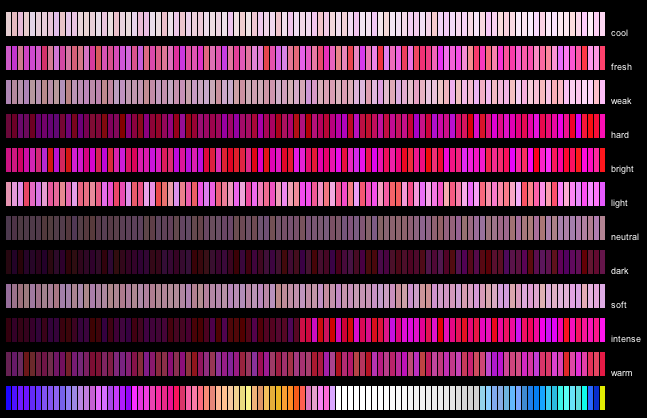 cool
fresh
weak
hard
bright
light
neutral
dark
soft
intense
warm